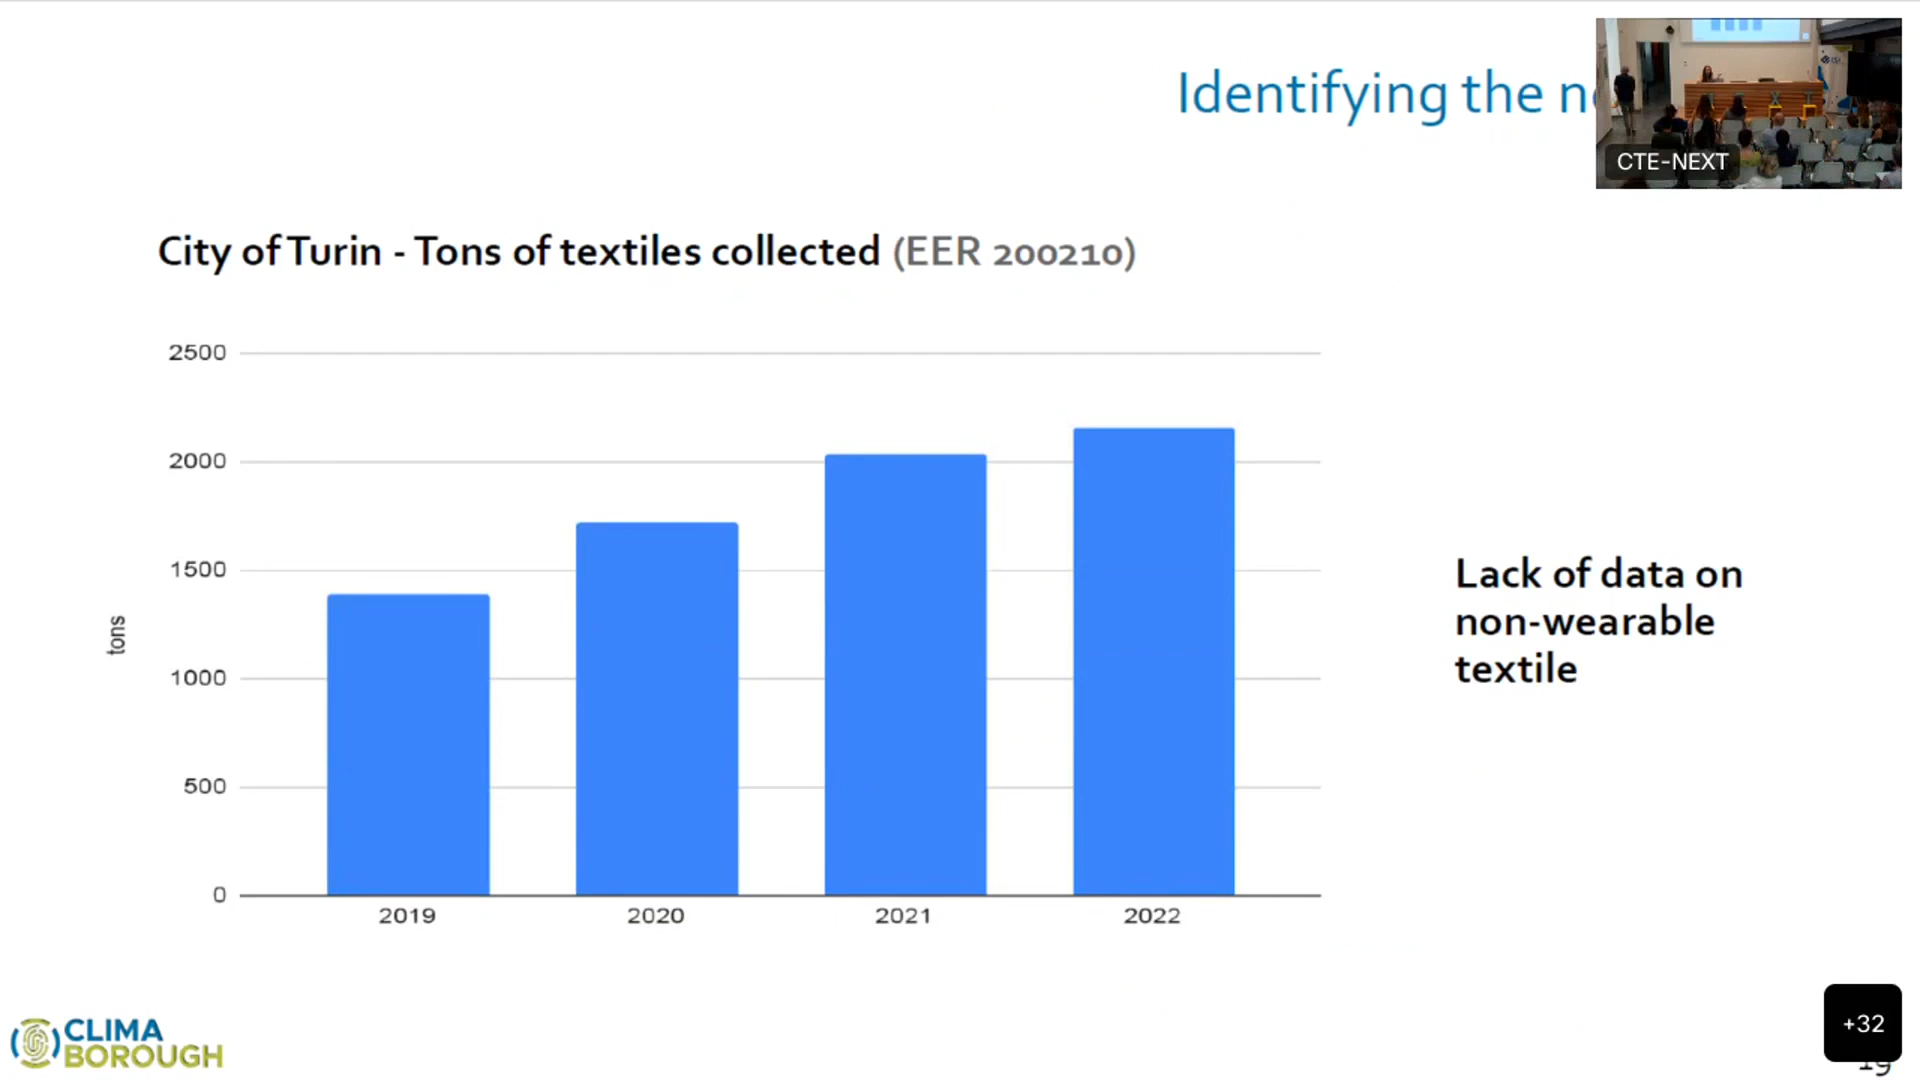 Identifying the
CTE-NEXT
City of Turin - Tons of textiles collected (EER 200210)
2500
2000
1500
1000
500
0
tons
2019
2020
2021
2022
Lack of data on
non-wearable
textile
CLIMA
BOROUGH
+32
19